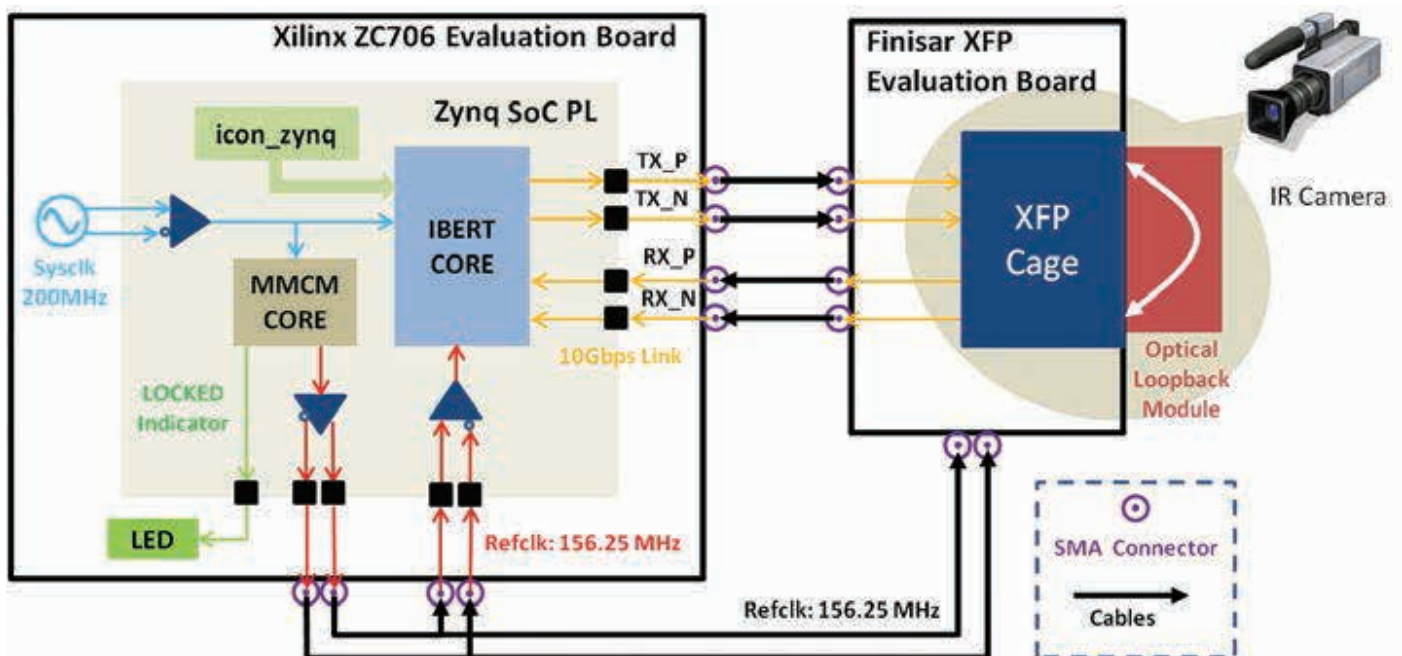 Xilinx ZC706 Evaluation Board
Zynq SoC PL
icon_zynq
Sysclk
200MHz
IBERT
CORE
MMCM
CORE
LOCKED
Indicator
LED
TX_P
TX_N
RX_P
RX_N
10Gbps Link
Refclk: 156.25 MHz
Finisar XFP
Evaluation Board
XFP
Cage
Optical
Loopback
Module
IR Camera
Refclk: 156.25 MHz
SMA Connector
Cables